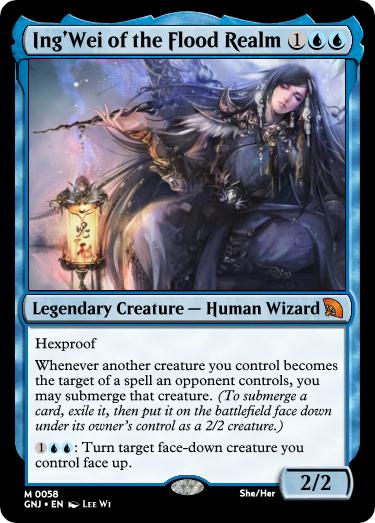 Ing'Wei of the Flood Realm 1
Legendary Creature — Human Wizard
Hexproof
Whenever another creature you control becomes
the target of a spell an opponent controls, you
may submerge that creature. (To submerge a
card, exile it, then put it on the battlefield face down
under its owner's control as a 2/2 creature.)
1: Turn target face-down creature you
control face up.
2/2
M 0058
She/Her
GNJ • EN Lee Wi